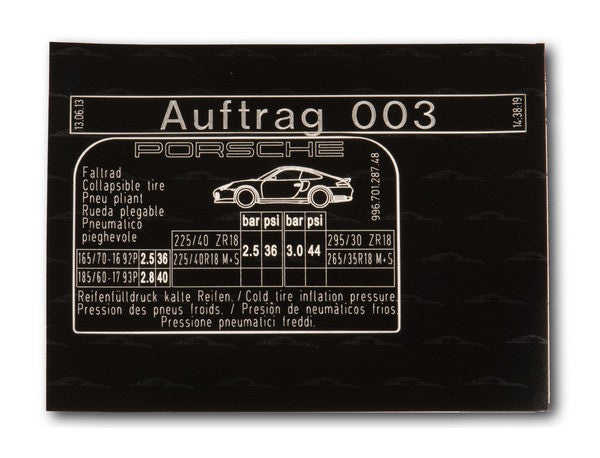 13.06.13
Auftrag 003
14:38:19
PORSCHE
Faltrad
Collapsible tire
Pneu pliant
Rueda plegable
Pneumatico
pieghevole
996.701.287.48
bar psi bar psi
225/40 ZR18 2.5 36 3.0 44 295/30 ZR18
165/70-16 92P 2.5 36 225/40R18 M+S 265/35R18 M+S
185/60-17 93P 2.8 40
Reifenfülldruck kalte Reifen. / Cold tire inflation pressure.
Pression des pneus froids. / Presión de neumàticos frios.
Pressione pneumatici freddi.